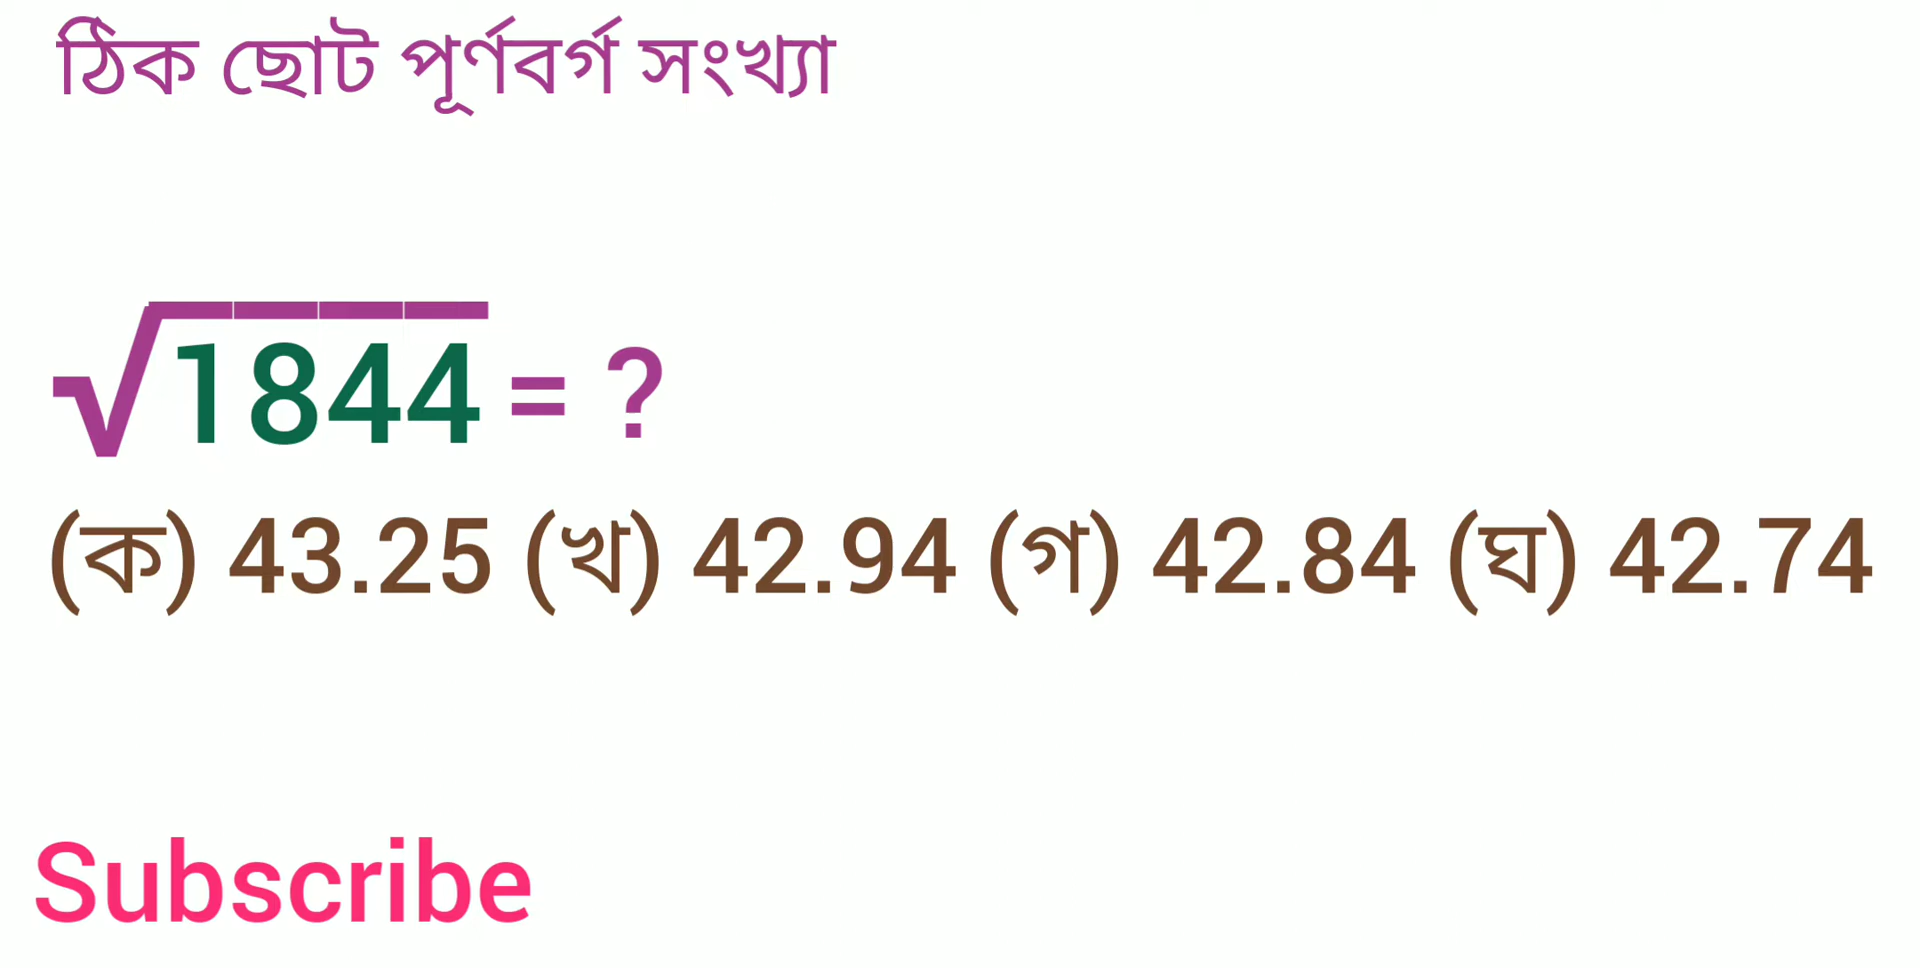 ঠিক ছোট পূর্ণবর্গ সংখ্যা
√1844 = ?
(ক) 43.25 (খ) 42.94 (গ) 42.84 (ঘ) 42.74
Subscribe